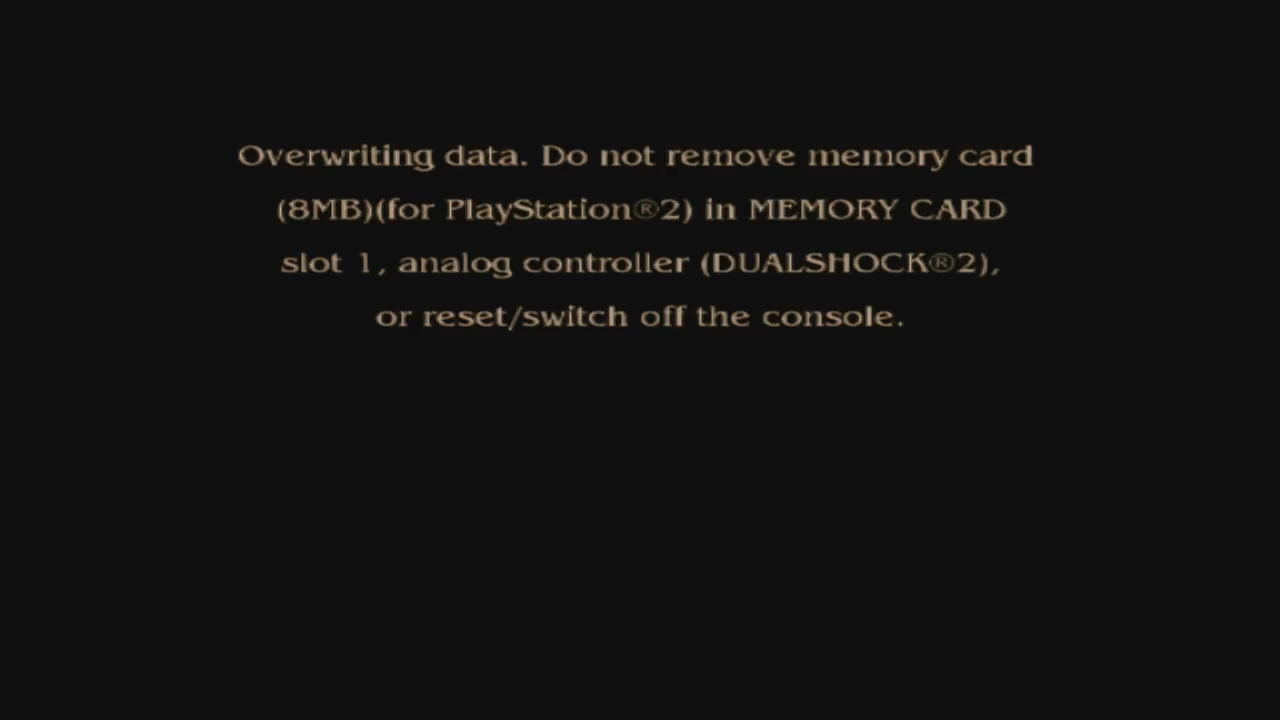 Overwriting data. Do not remove memory card
(8MB)(for PlayStation®2) in MEMORY CARD
slot 1, analog controller (DUALSHOCK®2),
or reset/switch off the console.